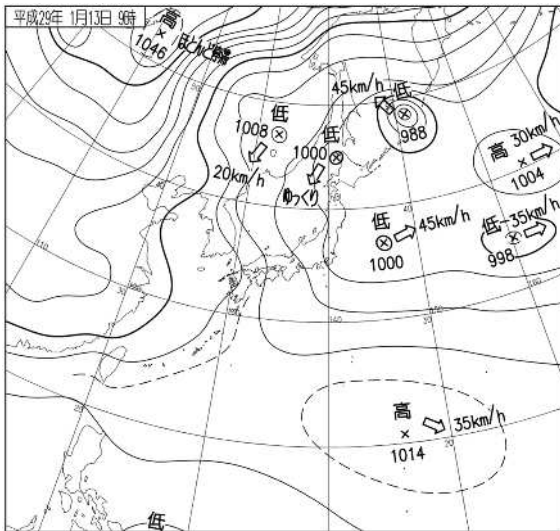 平成29年 1月13日 9時
高
1046
ほとんど停滞
低
1008
20km/h
低
1000
ゆっくり
45km/h
低
988
高
30km/h
1004
低
45km/h
1000
低
35km/h
998
高
35km/h
1014
低